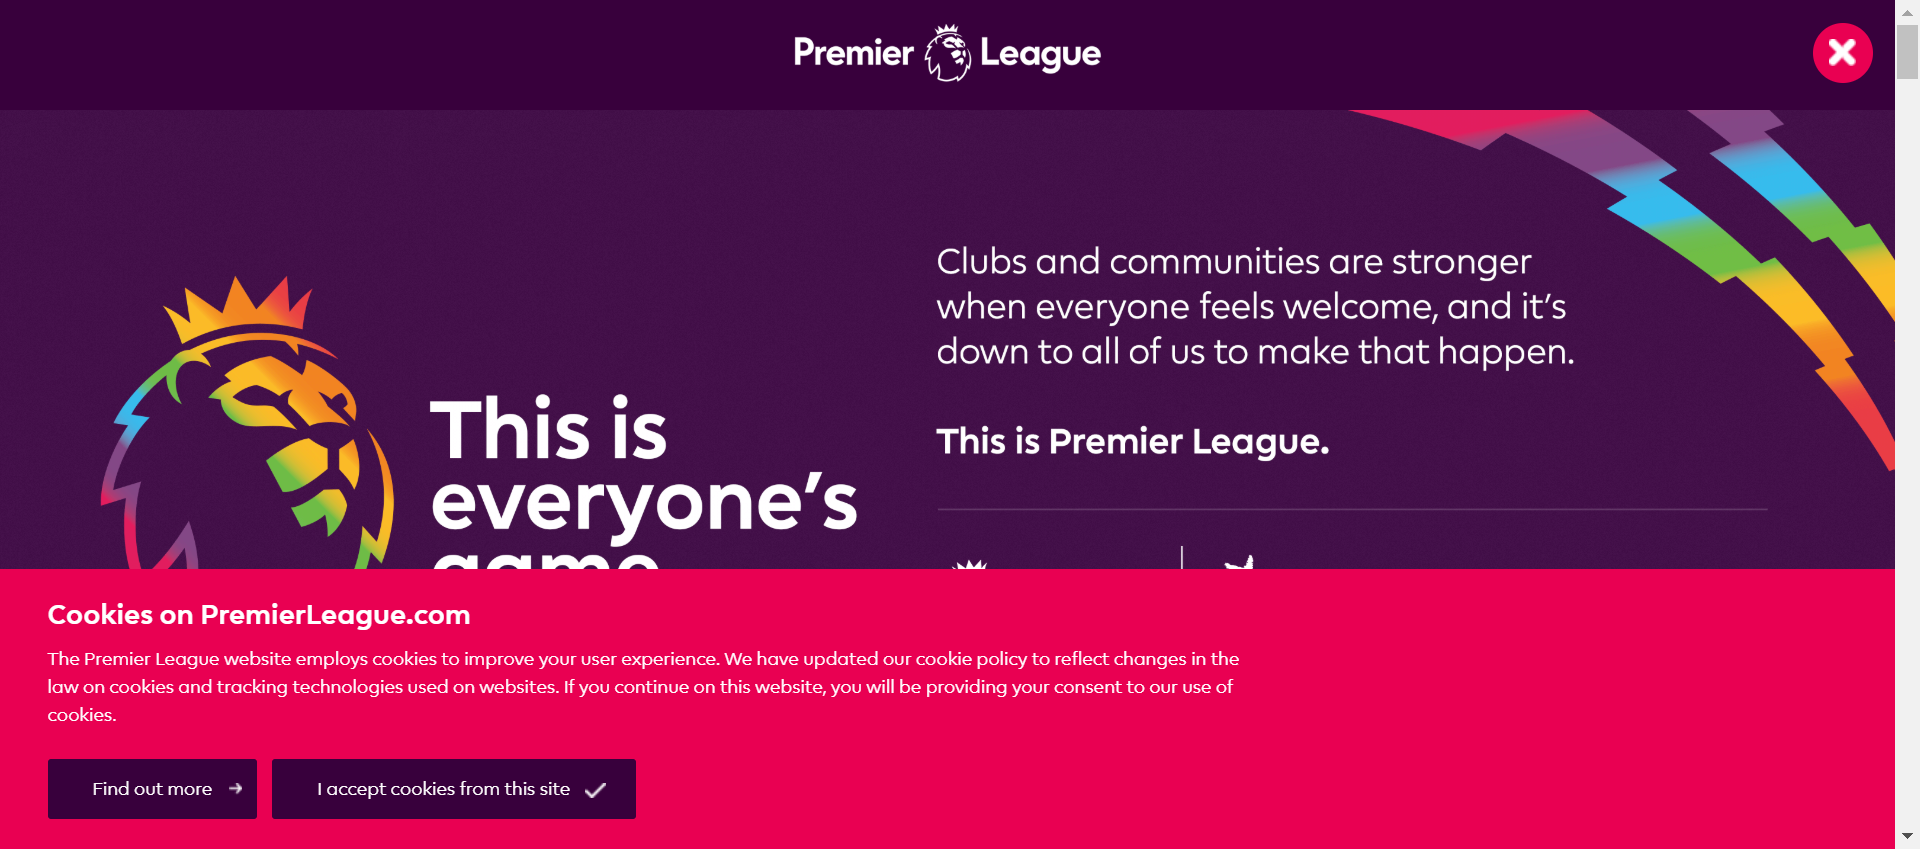 Premier League
Clubs and communities are stronger
when everyone feels welcome, and it's
down to all of us to make that happen.
This is Premier League.
This is
everyone's
game
Cookies on PremierLeague.com
The Premier League website employs cookies to improve your user experience. We have updated our cookie policy to reflect changes in the
law on cookies and tracking technologies used on websites. If you continue on this website, you will be providing your consent to our use of
cookies.
Find out more
I accept cookies from this site